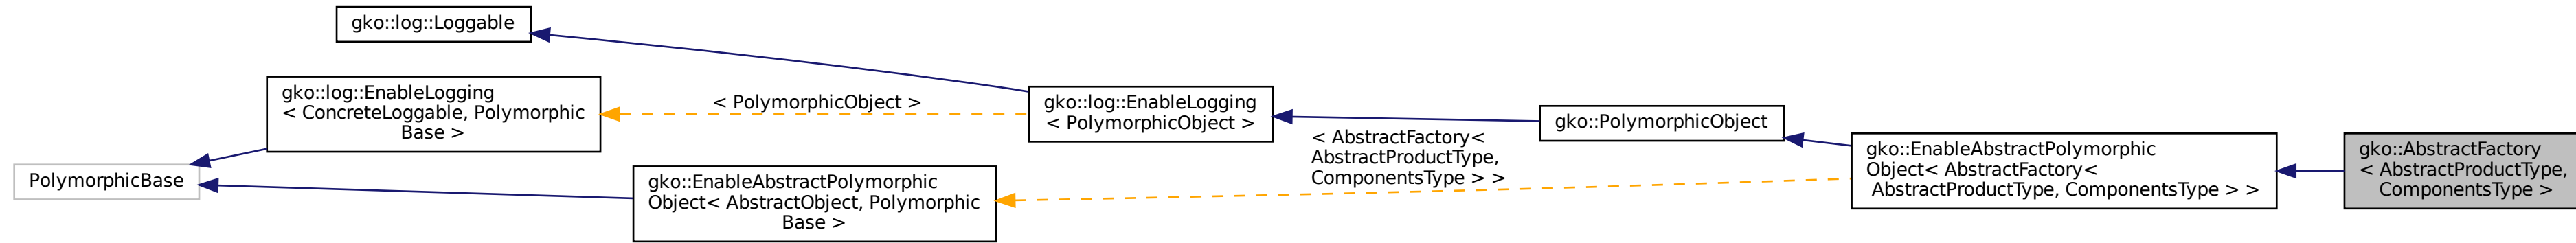 gko::log::Loggable
gko::log::EnableLogging
< ConcreteLoggable, Polymorphic
Base >
< PolymorphicObject >
gko::log::EnableLogging
< PolymorphicObject >
gko::PolymorphicObject
PolymorphicBase
gko::EnableAbstractPolymorphic
Object< AbstractObject, Polymorphic
Base >
< AbstractFactory<
AbstractProductType,
ComponentsType > >
gko::EnableAbstractPolymorphic
Object< AbstractFactory<
AbstractProductType, ComponentsType > >
gko::AbstractFactory
< AbstractProductType,
ComponentsType >